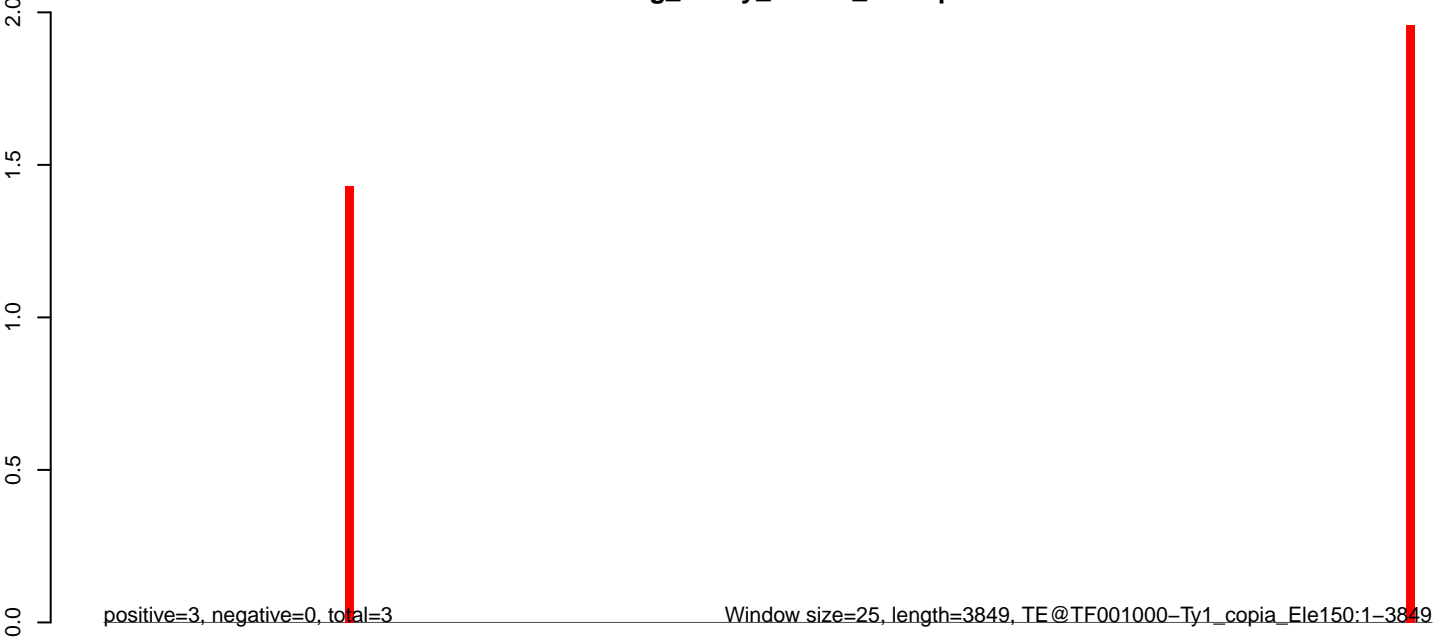 2.0
1.5
1.0
0.5
0.0
positive=3, negative=0, total=3
Window size=25, length=3849, TE@TF001000−Ty1_copia_Ele150:1−3849